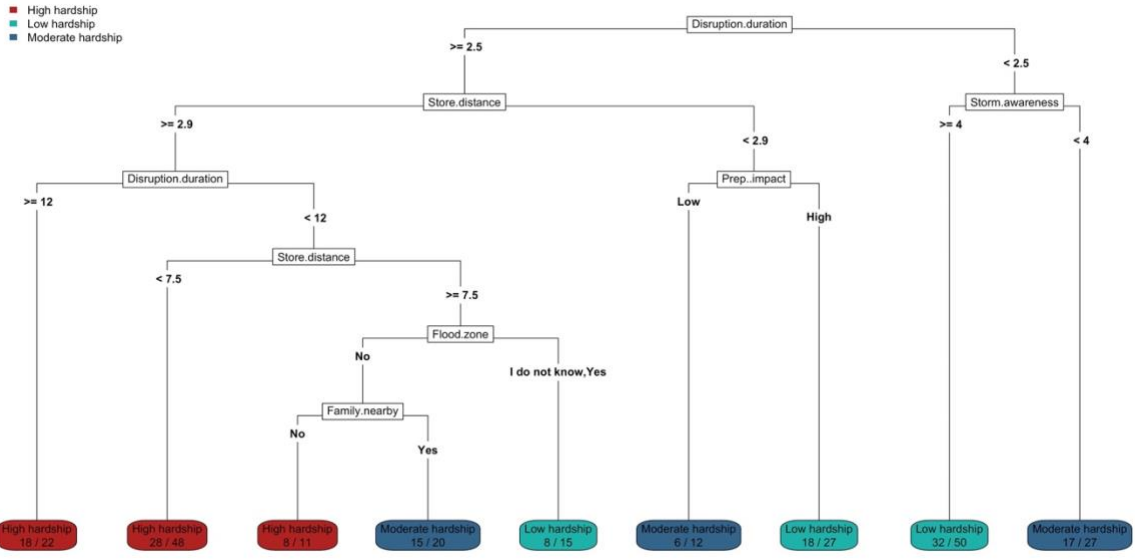 High hardship
Low hardship
Moderate hardship
Disruption.duration
>= 2.5
< 2.5
Store.distance
Storm.awareness
>= 2.9
< 2.9
>= 4
< 4
Disruption.duration
Prep..impact
>= 12
< 12
Low
High
Store.distance
< 7.5
>= 7.5
Flood.zone
No
I do not know,Yes
Family.nearby
No
Yes
High hardship
18 / 22
High hardship
28 / 48
High hardship
8 / 11
Moderate hardship
15 / 20
Low hardship
8 / 15
Moderate hardship
6 / 12
Low hardship
18 / 27
Low hardship
32 / 50
Moderate hardship
17 / 27